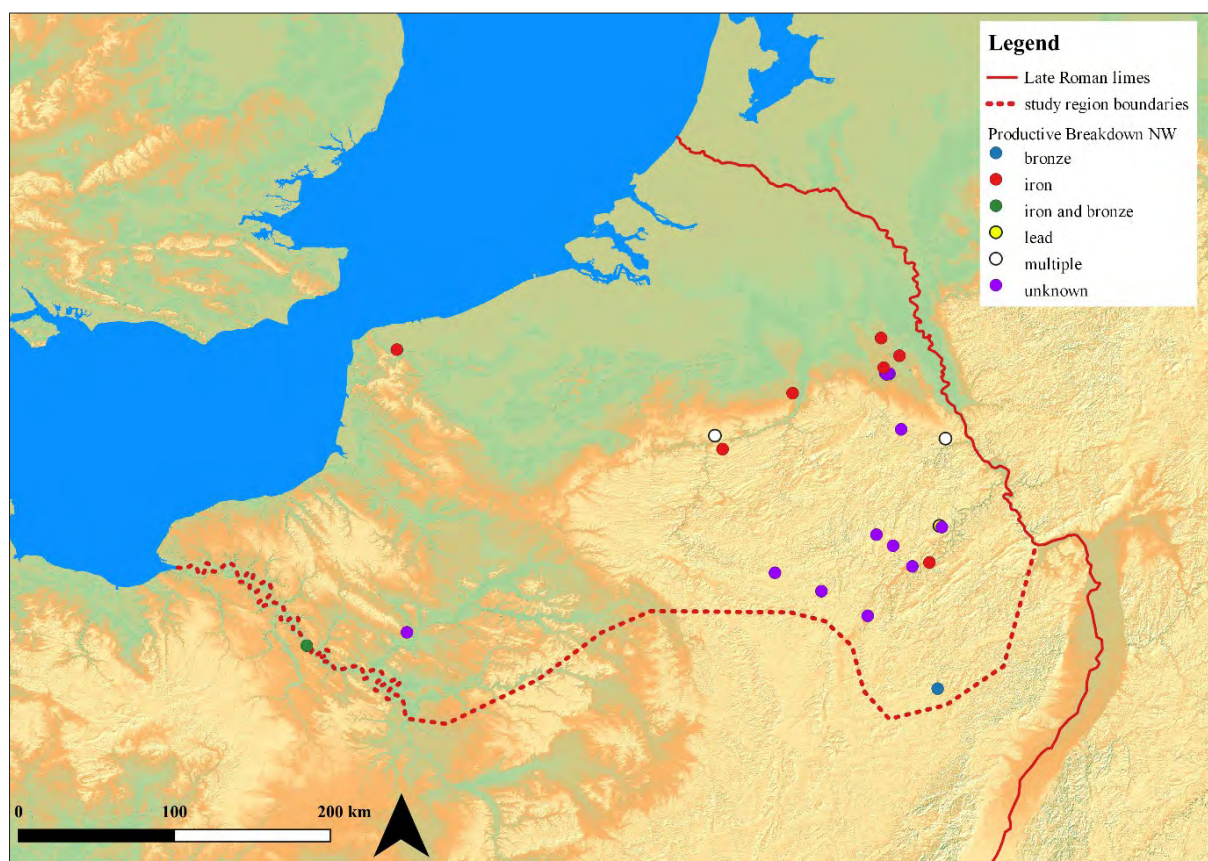 Legend
Late Roman limes
study region boundaries
Productive Breakdown NW
bronze
iron
iron and bronze
lead
multiple
unknown
0 100 200 km